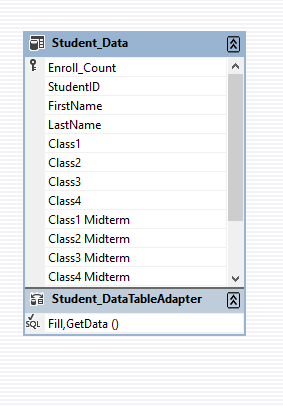 Student_Data
Enroll_Count
StudentID
FirstName
LastName
Class1
Class2
Class3
Class4
Class1 Midterm
Class2 Midterm
Class3 Midterm
Class4 Midterm
Student_DataTableAdapter
SQL Fill,GetData ()